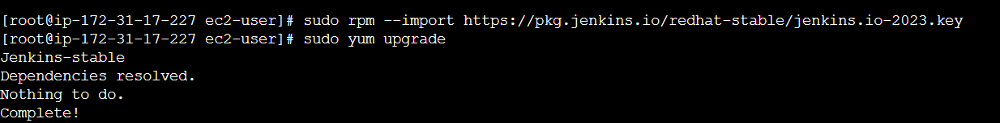 [root@ip-172-31-17-227 ec2-user]# sudo rpm --import https://pkg.jenkins.io/redhat-stable/jenkins.io-2023.key
[root@ip-172-31-17-227 ec2-user]# sudo yum upgrade
Jenkins-stable
Dependencies resolved.
Nothing to do.
Complete!